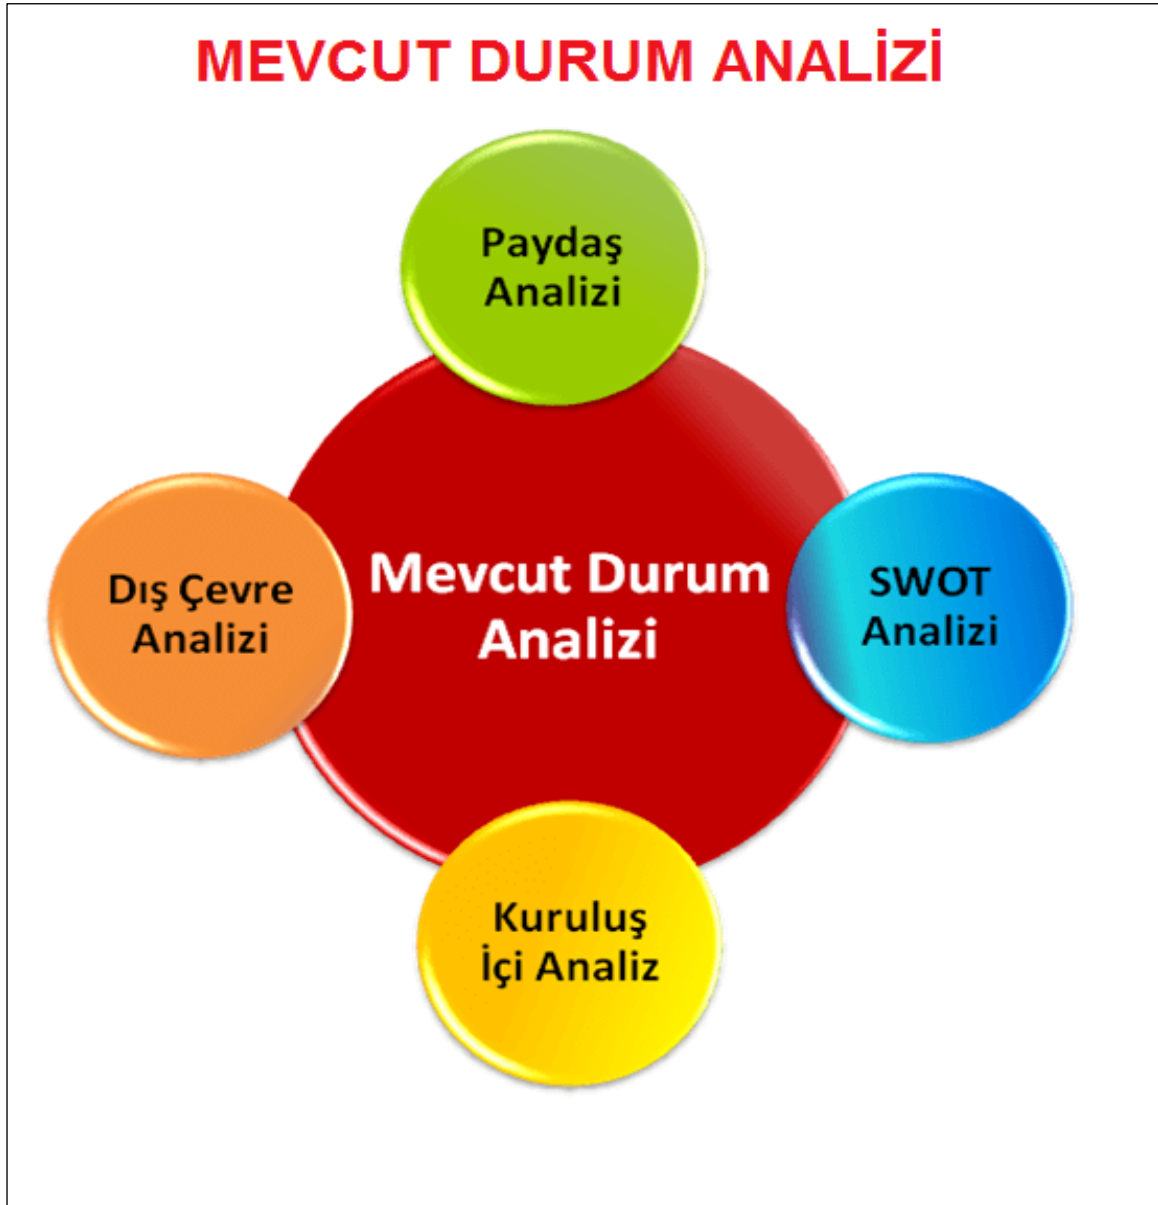 MEVCUT DURUM ANALİZİ
Paydaş
Analizi
Dış Çevre
Analizi
Mevcut Durum
Analizi
SWOT
Analizi
Kuruluş
İçi Analiz